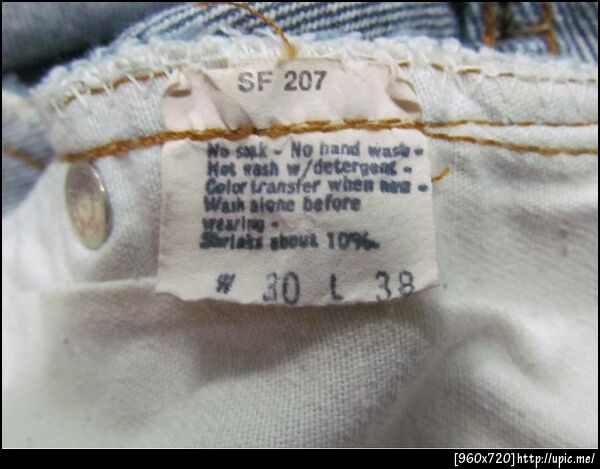 SF 207
No soak - No hand wash -
Hot wash w/detergent -
Color transfer when new -
Wash alone before
wearing -
Shrinks about 10%.
W 30 L 38
[960x720]http://upic.me/